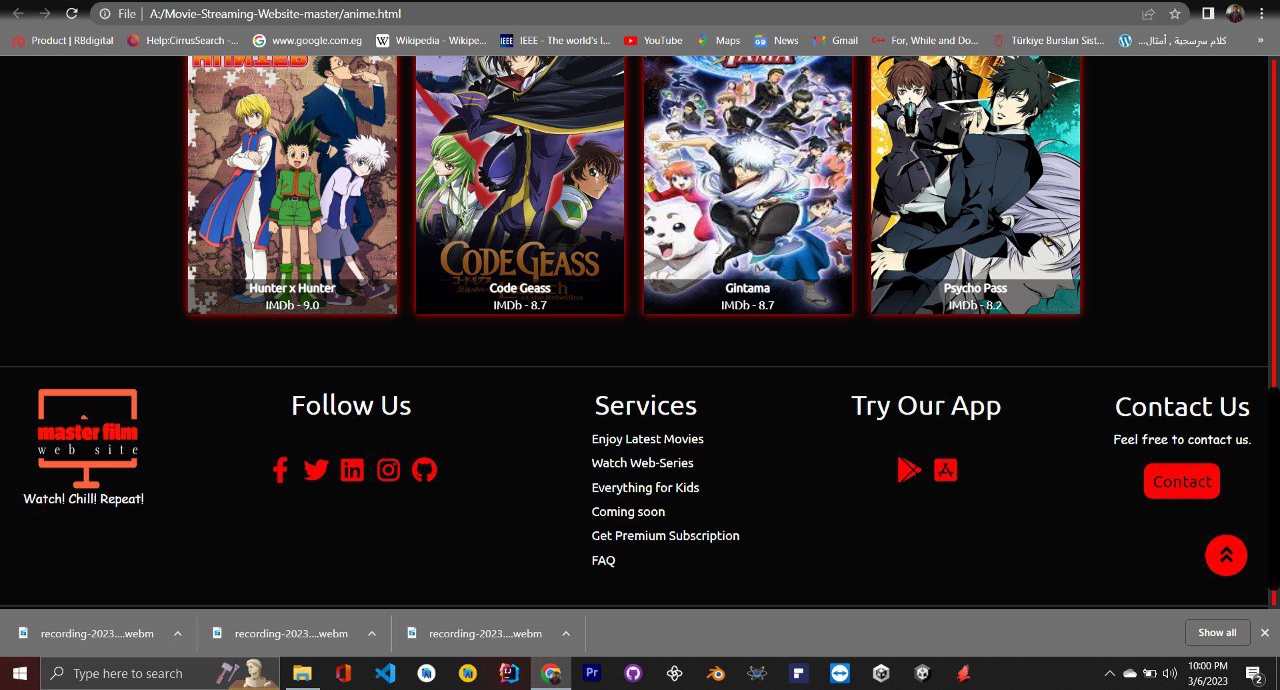 File | A:/Movie-Streaming-Website-master/anime.html
Product | RBdigital
Help:CirrusSearch -...
www.google.com.eg
Wikipedia - Wikipe...
IEEE - The world's l...
YouTube
Maps
News
Gmail
For, While and Do...
Türkiye Bursları Sist...
كلام سرسجية , أمثال...
»
Hunter x Hunter
IMDb - 9.0
CODE GEASS
Code Geass
IMDb - 8.7
Gintama
IMDb - 8.7
Psycho Pass
IMDb - 8.2
master film
web site
Watch! Chill! Repeat!
Follow Us
Services
Enjoy Latest Movies
Watch Web-Series
Everything for Kids
Coming soon
Get Premium Subscription
FAQ
Try Our App
Contact Us
Feel free to contact us.
Contact
recording-2023....webm
recording-2023....webm
recording-2023....webm
Show all
Type here to search
Pr
10:00 PM
3/6/2023
2